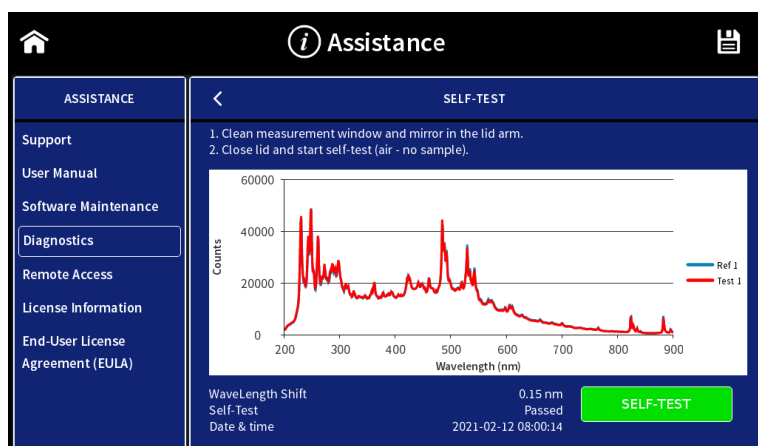 i Assistance
ASSISTANCE
Support
User Manual
Software Maintenance
Diagnostics
Remote Access
License Information
End-User License
Agreement (EULA)
SELF-TEST
1. Clean measurement window and mirror in the lid arm.
2. Close lid and start self-test (air - no sample).
60000
40000
20000
0
Counts
200 300 400 500 600 700 800 900
Wavelength (nm)
Ref 1
Test 1
WaveLength Shift 0.15 nm
Self-Test Passed
Date & time 2021-02-12 08:00:14
SELF-TEST